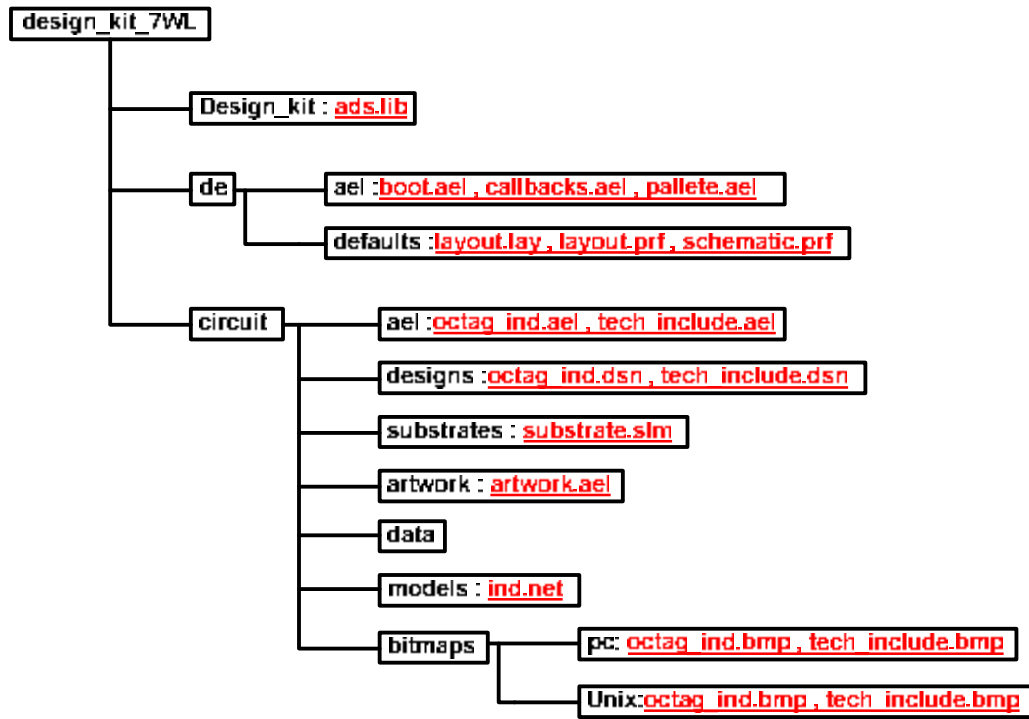 design_kit_7WL
Design_kit : ads.lib
de
ael :boot.ael , callbacks.ael , pallete.ael
defaults :layout.lay , layout.prf , schematic.prf
circuit
ael :octag_ind.ael , tech_include.ael
designs :octag_ind.dsn , tech_include.dsn
substrates : substrate.slm
artwork : artwork.ael
data
models : ind.net
bitmaps
pc: octag_ind.bmp , tech_include.bmp
Unix:octag_ind.bmp , tech_include.bmp